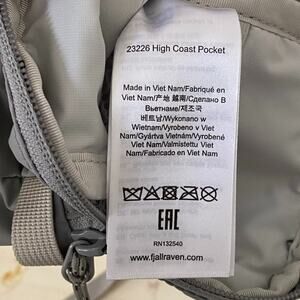 23226 High Coast Pocket
Made in Viet Nam/Fabriqué en
Viet Nam/产地 越南/Сделано В
Вьетнаме/제조국
베트남/Wykonano w
Wietnam/Vyrobeno v Viet
Nam/Gyártva Vietnám/Vyrobené
Viet Nam/Valmistettu Viet
Nam/Fabricado en Viet Nam
EAC
RN132540
www.fjallraven.com